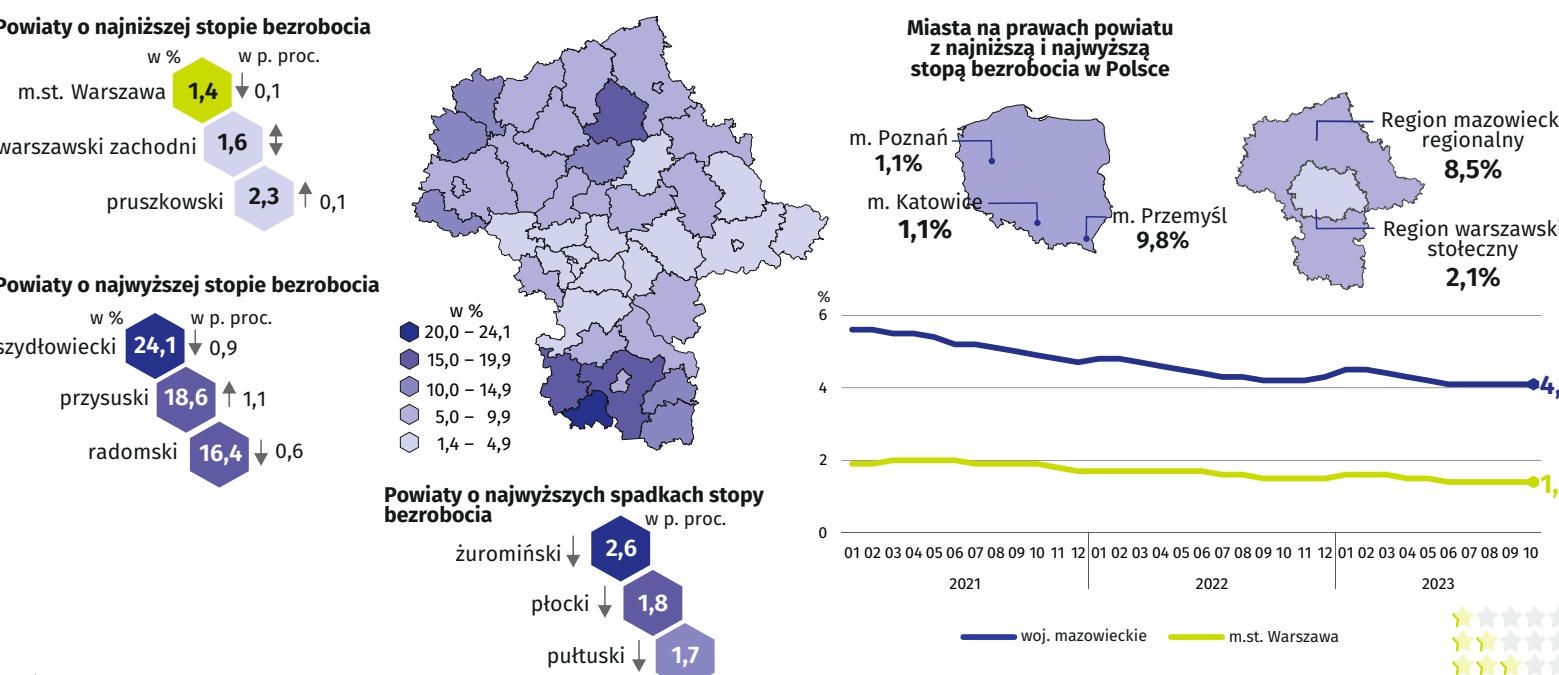 Powiaty o najniższej stopie bezrobocia
w % w p. proc.
m.st. Warszawa 1,4 0,1
warszawski zachodni 1,6
pruszkowski 2,3 0,1
Powiaty o najwyższej stopie bezrobocia
w % w p. proc.
szydłowiecki 24,1 0,9
przysuski 18,6 1,1
radomski 16,4 0,6
w %
20,0 – 24,1
15,0 – 19,9
10,0 – 14,9
5,0 – 9,9
1,4 – 4,9
Powiaty o najwyższych spadkach stopy
bezrobocia
w p. proc.
żuromiński 2,6
płocki 1,8
pułtuski 1,7
Miasta na prawach powiatu
z najniższą i najwyższą
stopą bezrobocia w Polsce
m. Poznań
1,1%
m. Katowice
1,1%
m. Przemyśl
9,8%
Region mazowieck
regionalny
8,5%
Region warszawski
stołeczny
2,1%
%
6
4
2
0
4,
1,
01 02 03 04 05 06 07 08 09 10 11 12 01 02 03 04 05 06 07 08 09 10 11 12 01 02 03 04 05 06 07 08 09 10
2021 2022 2023
woj. mazowieckie m.st. Warszawa